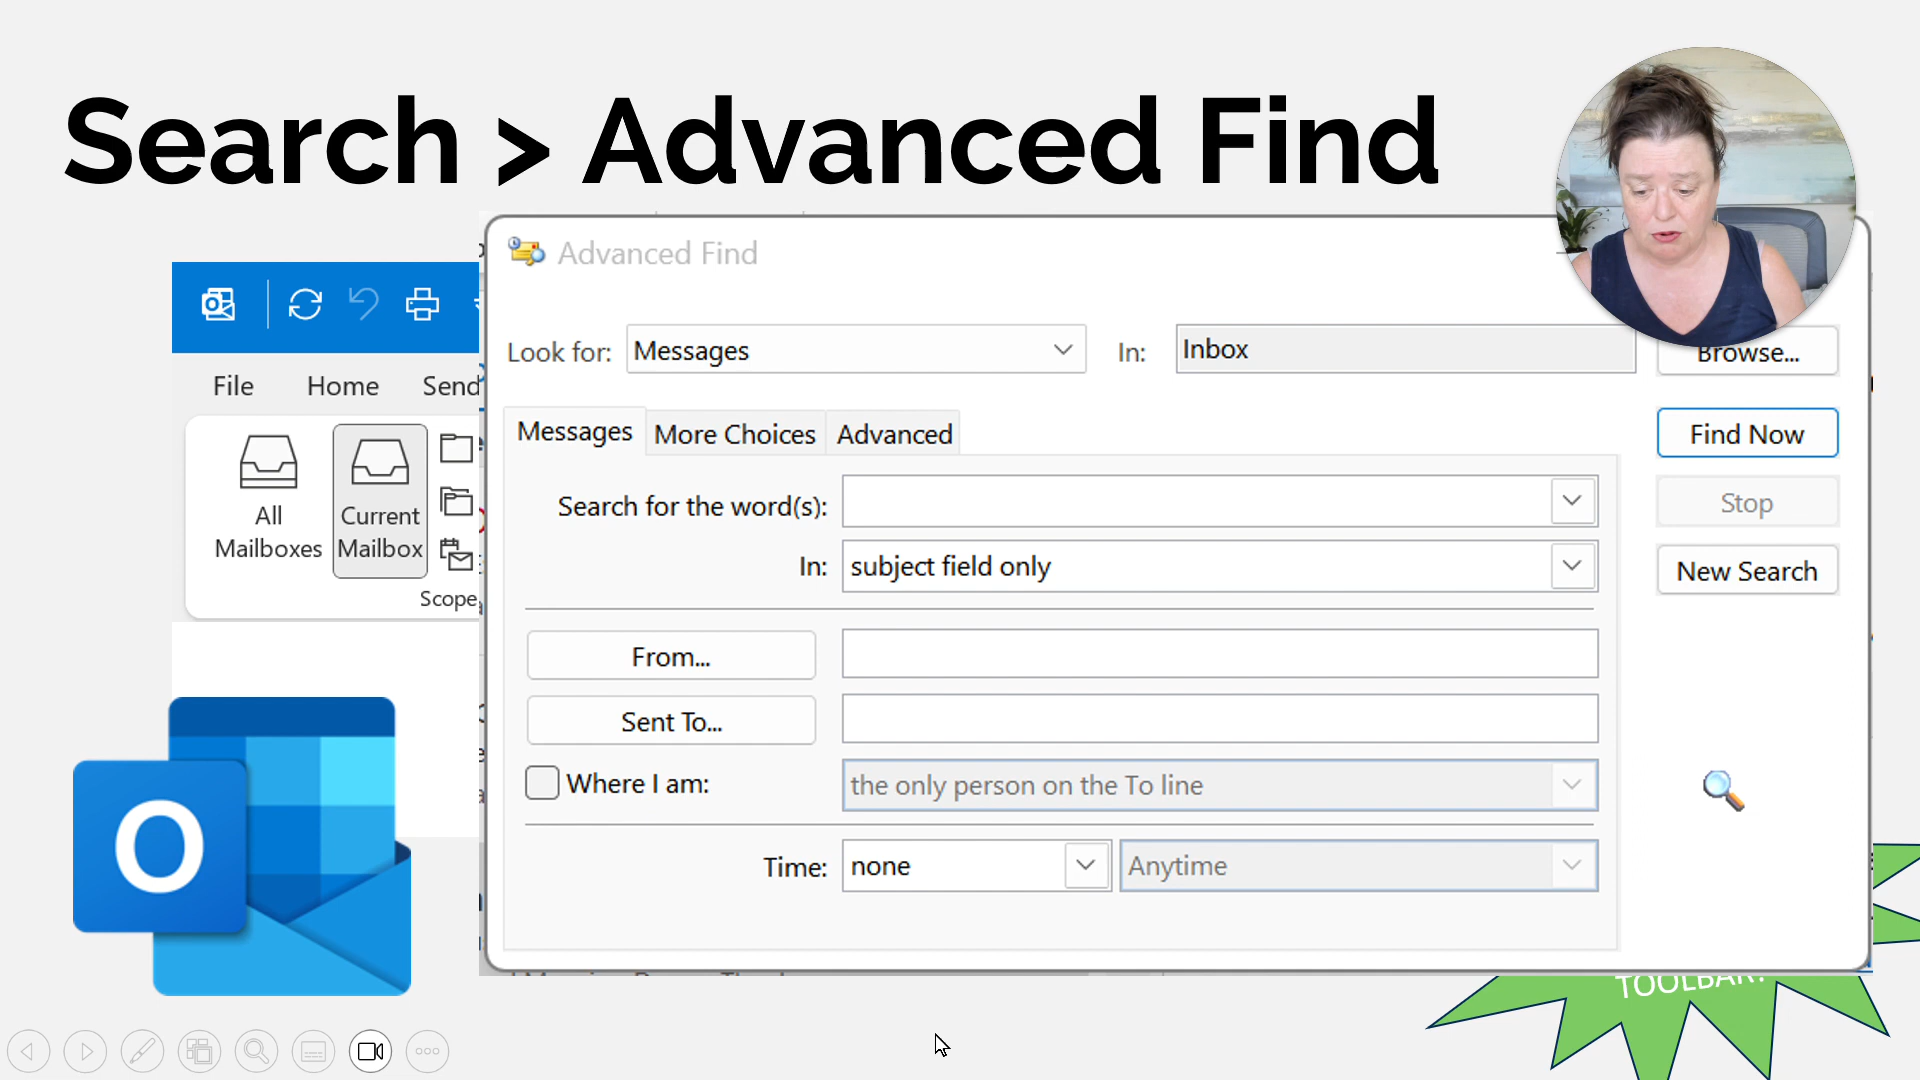 Search > Advanced Find
Advanced Find
Look for: Messages In: Inbox Browse...
File Home Send
Messages More Choices Advanced Find Now
All Mailboxes
Current Mailbox
Scope
Search for the word(s): Stop
In: subject field only New Search
From...
Sent To...
Where I am: the only person on the To line
Time: none Anytime
O
TOOLBAR!